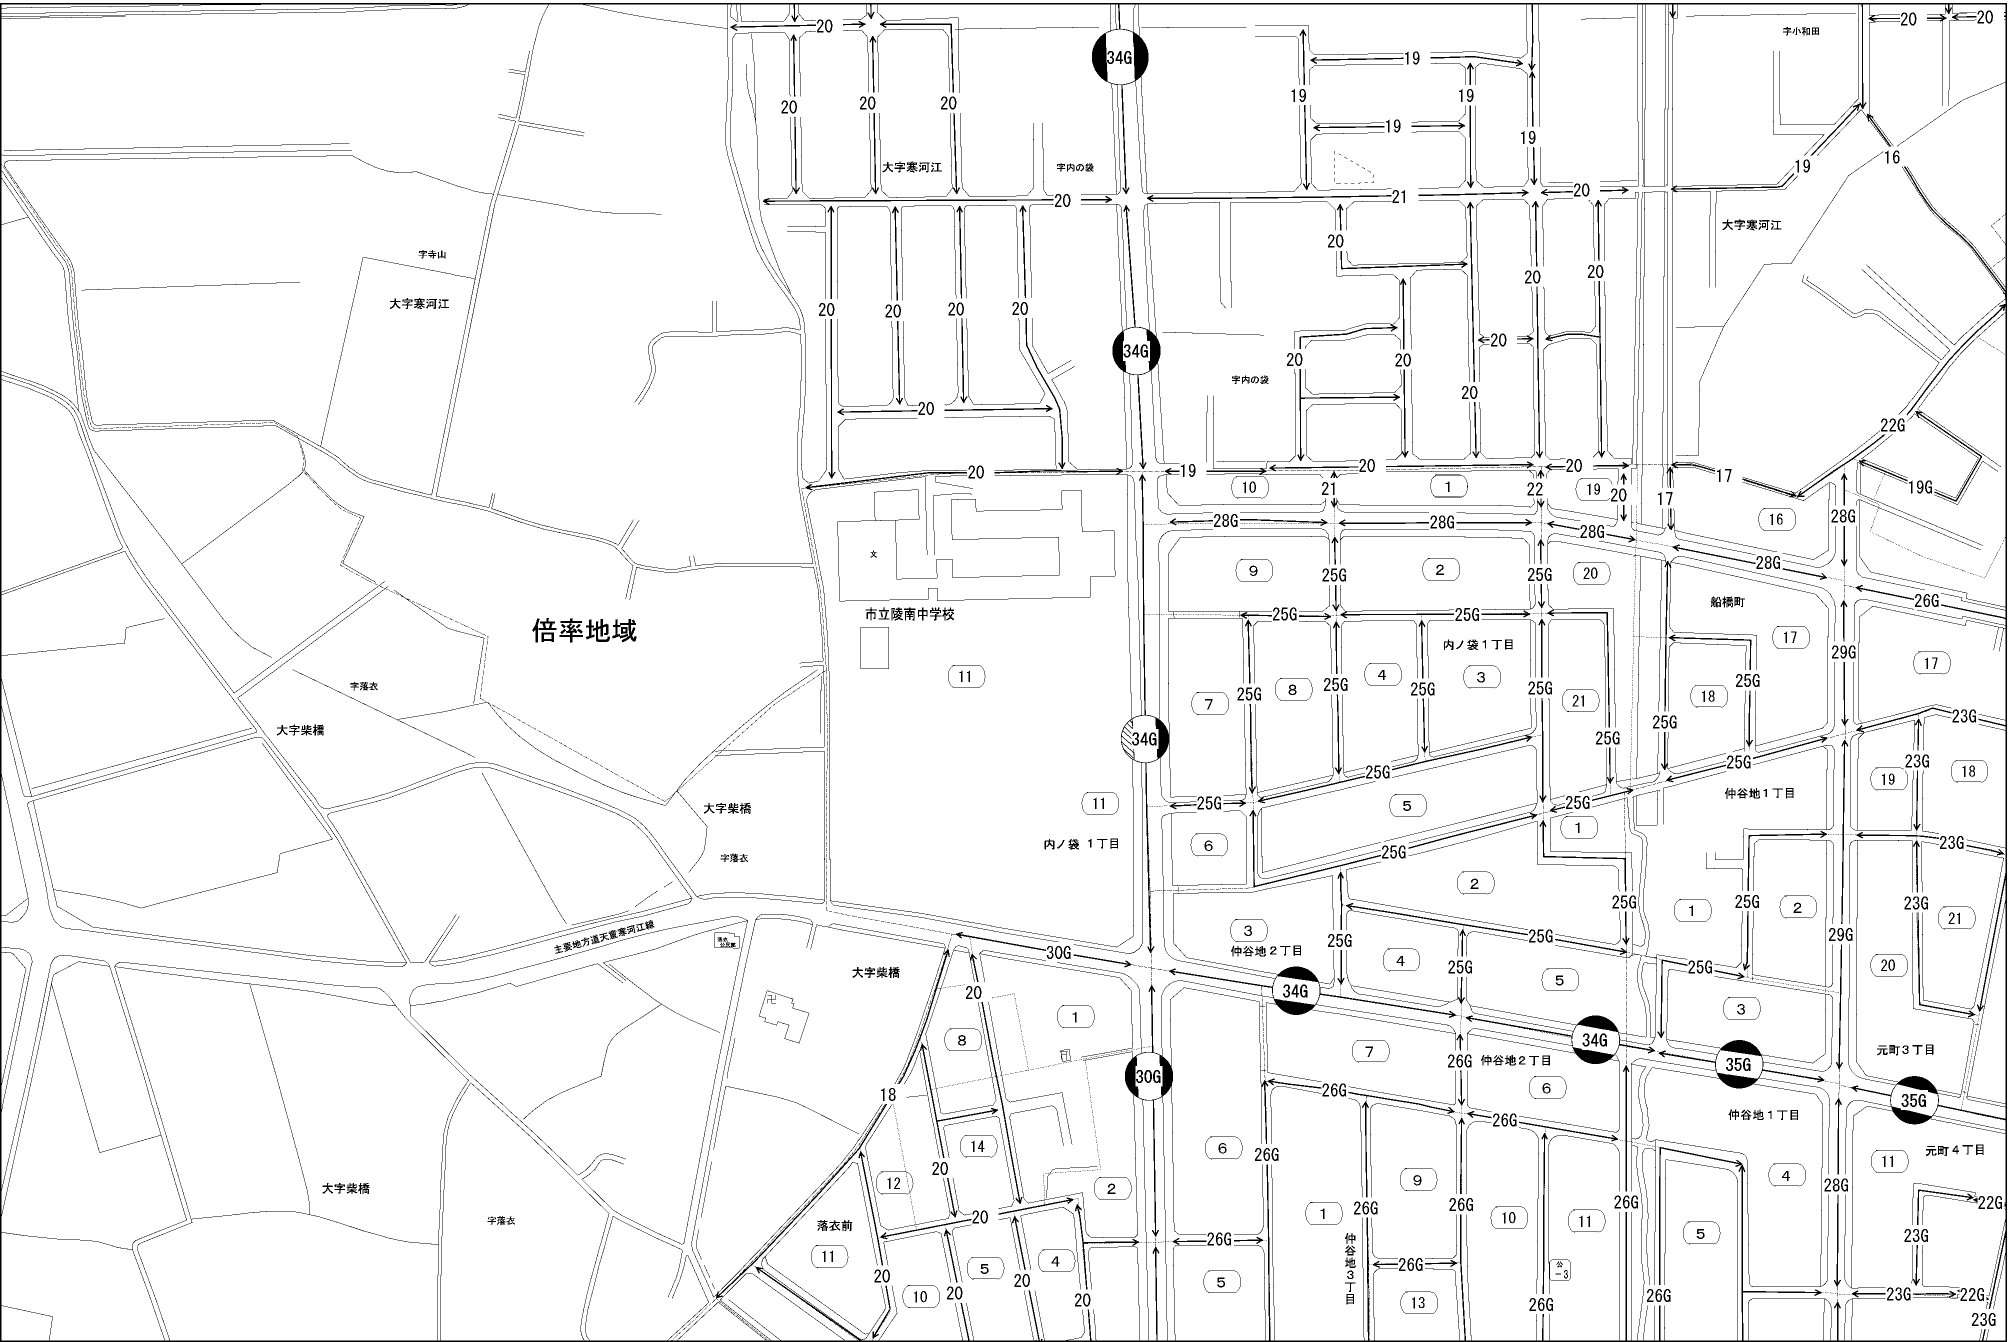 20
34G
19
字小和田
20
20
20
20
20
19
19
19
19
16
19
大字寒河江
字内の袋
20
21
20
大字寒河江
字寺山
大字寒河江
20
20
20
20
20
20
20
20
34G
20
20
20
20
字内の袋
20
22G
20
19
20
20
17
17
19G
10
21
1
22
19
20
16
28G
28G
28G
28G
28G
文
9
25G
2
25G
20
26G
倍率地域
市立陵南中学校
25G
25G
船橋町
内ノ袋1丁目
17
17
29G
字落衣
11
7
25G
8
25G
4
25G
3
25G
21
25G
18
25G
25G
大字柴橋
34G
23G
25G
25G
23G
19
18
大字柴橋
11
25G
5
25G
仲谷地1丁目
1
内ノ袋 1丁目
6
25G
23G
字落衣
2
25G
25G
2
23G
1
21
主要地方道天童寒河江線
落衣
公民館
3
仲谷地2丁目
25G
25G
29G
30G
4
25G
5
25G
20
大字柴橋
20
34G
3
8
1
34G
元町3丁目
7
26G
仲谷地2丁目
35G
30G
6
18
26G
35G
仲谷地1丁目
26G
14
6
26G
元町4丁目
11
20
12
2
9
4
28G
大字柴橋
字落衣
落衣前
20
1
26G
26G
10
11
26G
22G
26G
5
23G
11
5
4
仲谷地3丁目
26G
公
-3
20
20
20
20
10
5
13
26G
26G
23G
22G
23G